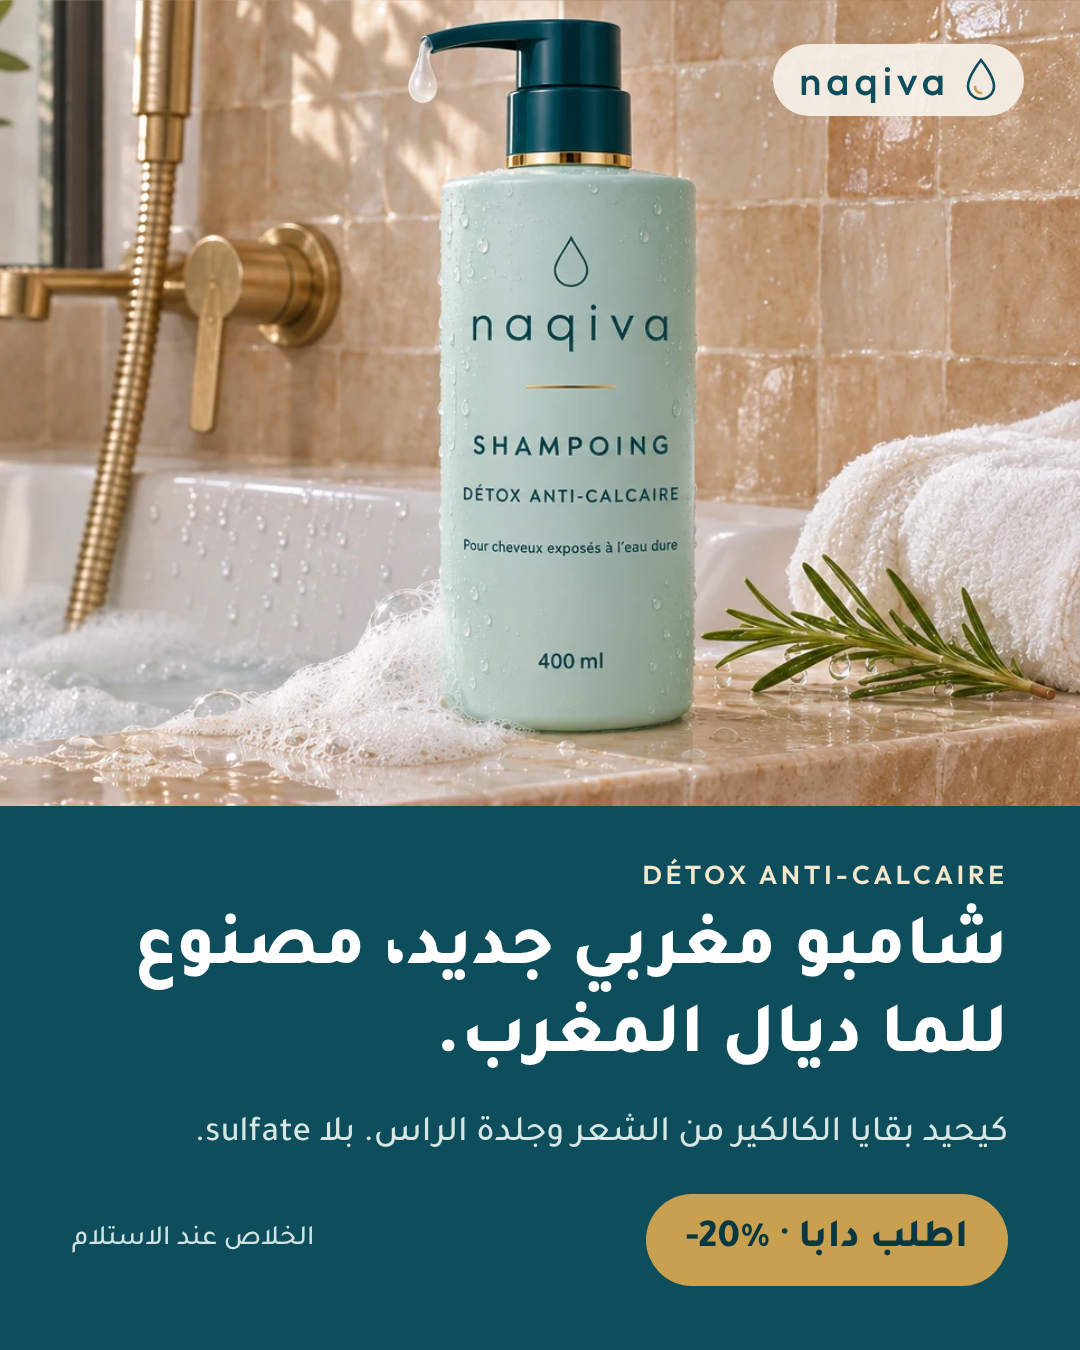 naqiva
naqiva
SHAMPOING
DÉTOX ANTI-CALCAIRE
Pour cheveux exposés à l'eau dure
400 ml
DÉTOX ANTI-CALCAIRE
شامبو مغربي جديد، مصنوع
للما ديال المغرب.
كيحيد بقايا الكالكير من الشعر وجلدة الراس. بلا sulfate.
اطلب دابا · 20%-
الخلاص عند الاستلام